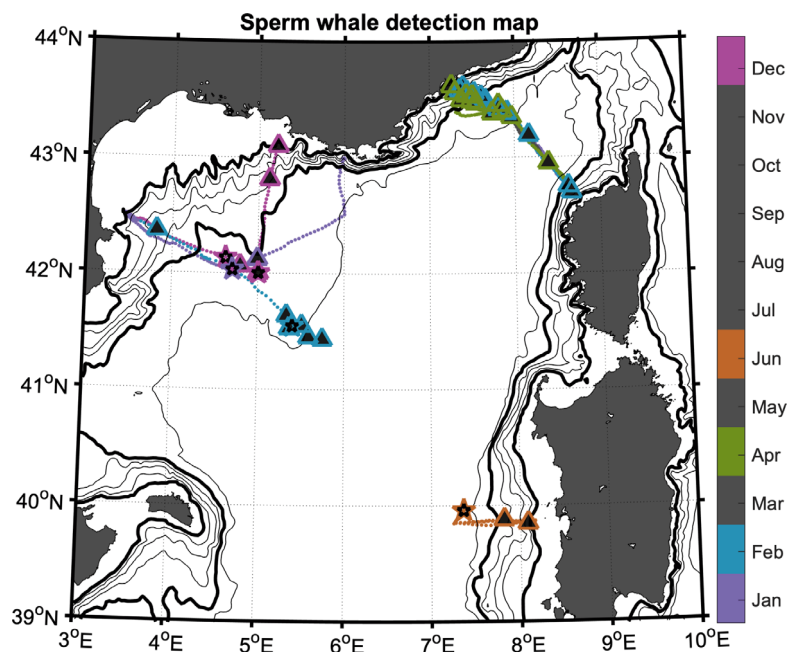 Sperm whale detection map
44°N
43°N
42°N
41°N
40°N
39°N
3°E 4°E 5°E 6°E 7°E 8°E 9°E 10°E
Dec
Nov
Oct
Sep
Aug
Jul
Jun
May
Apr
Mar
Feb
Jan